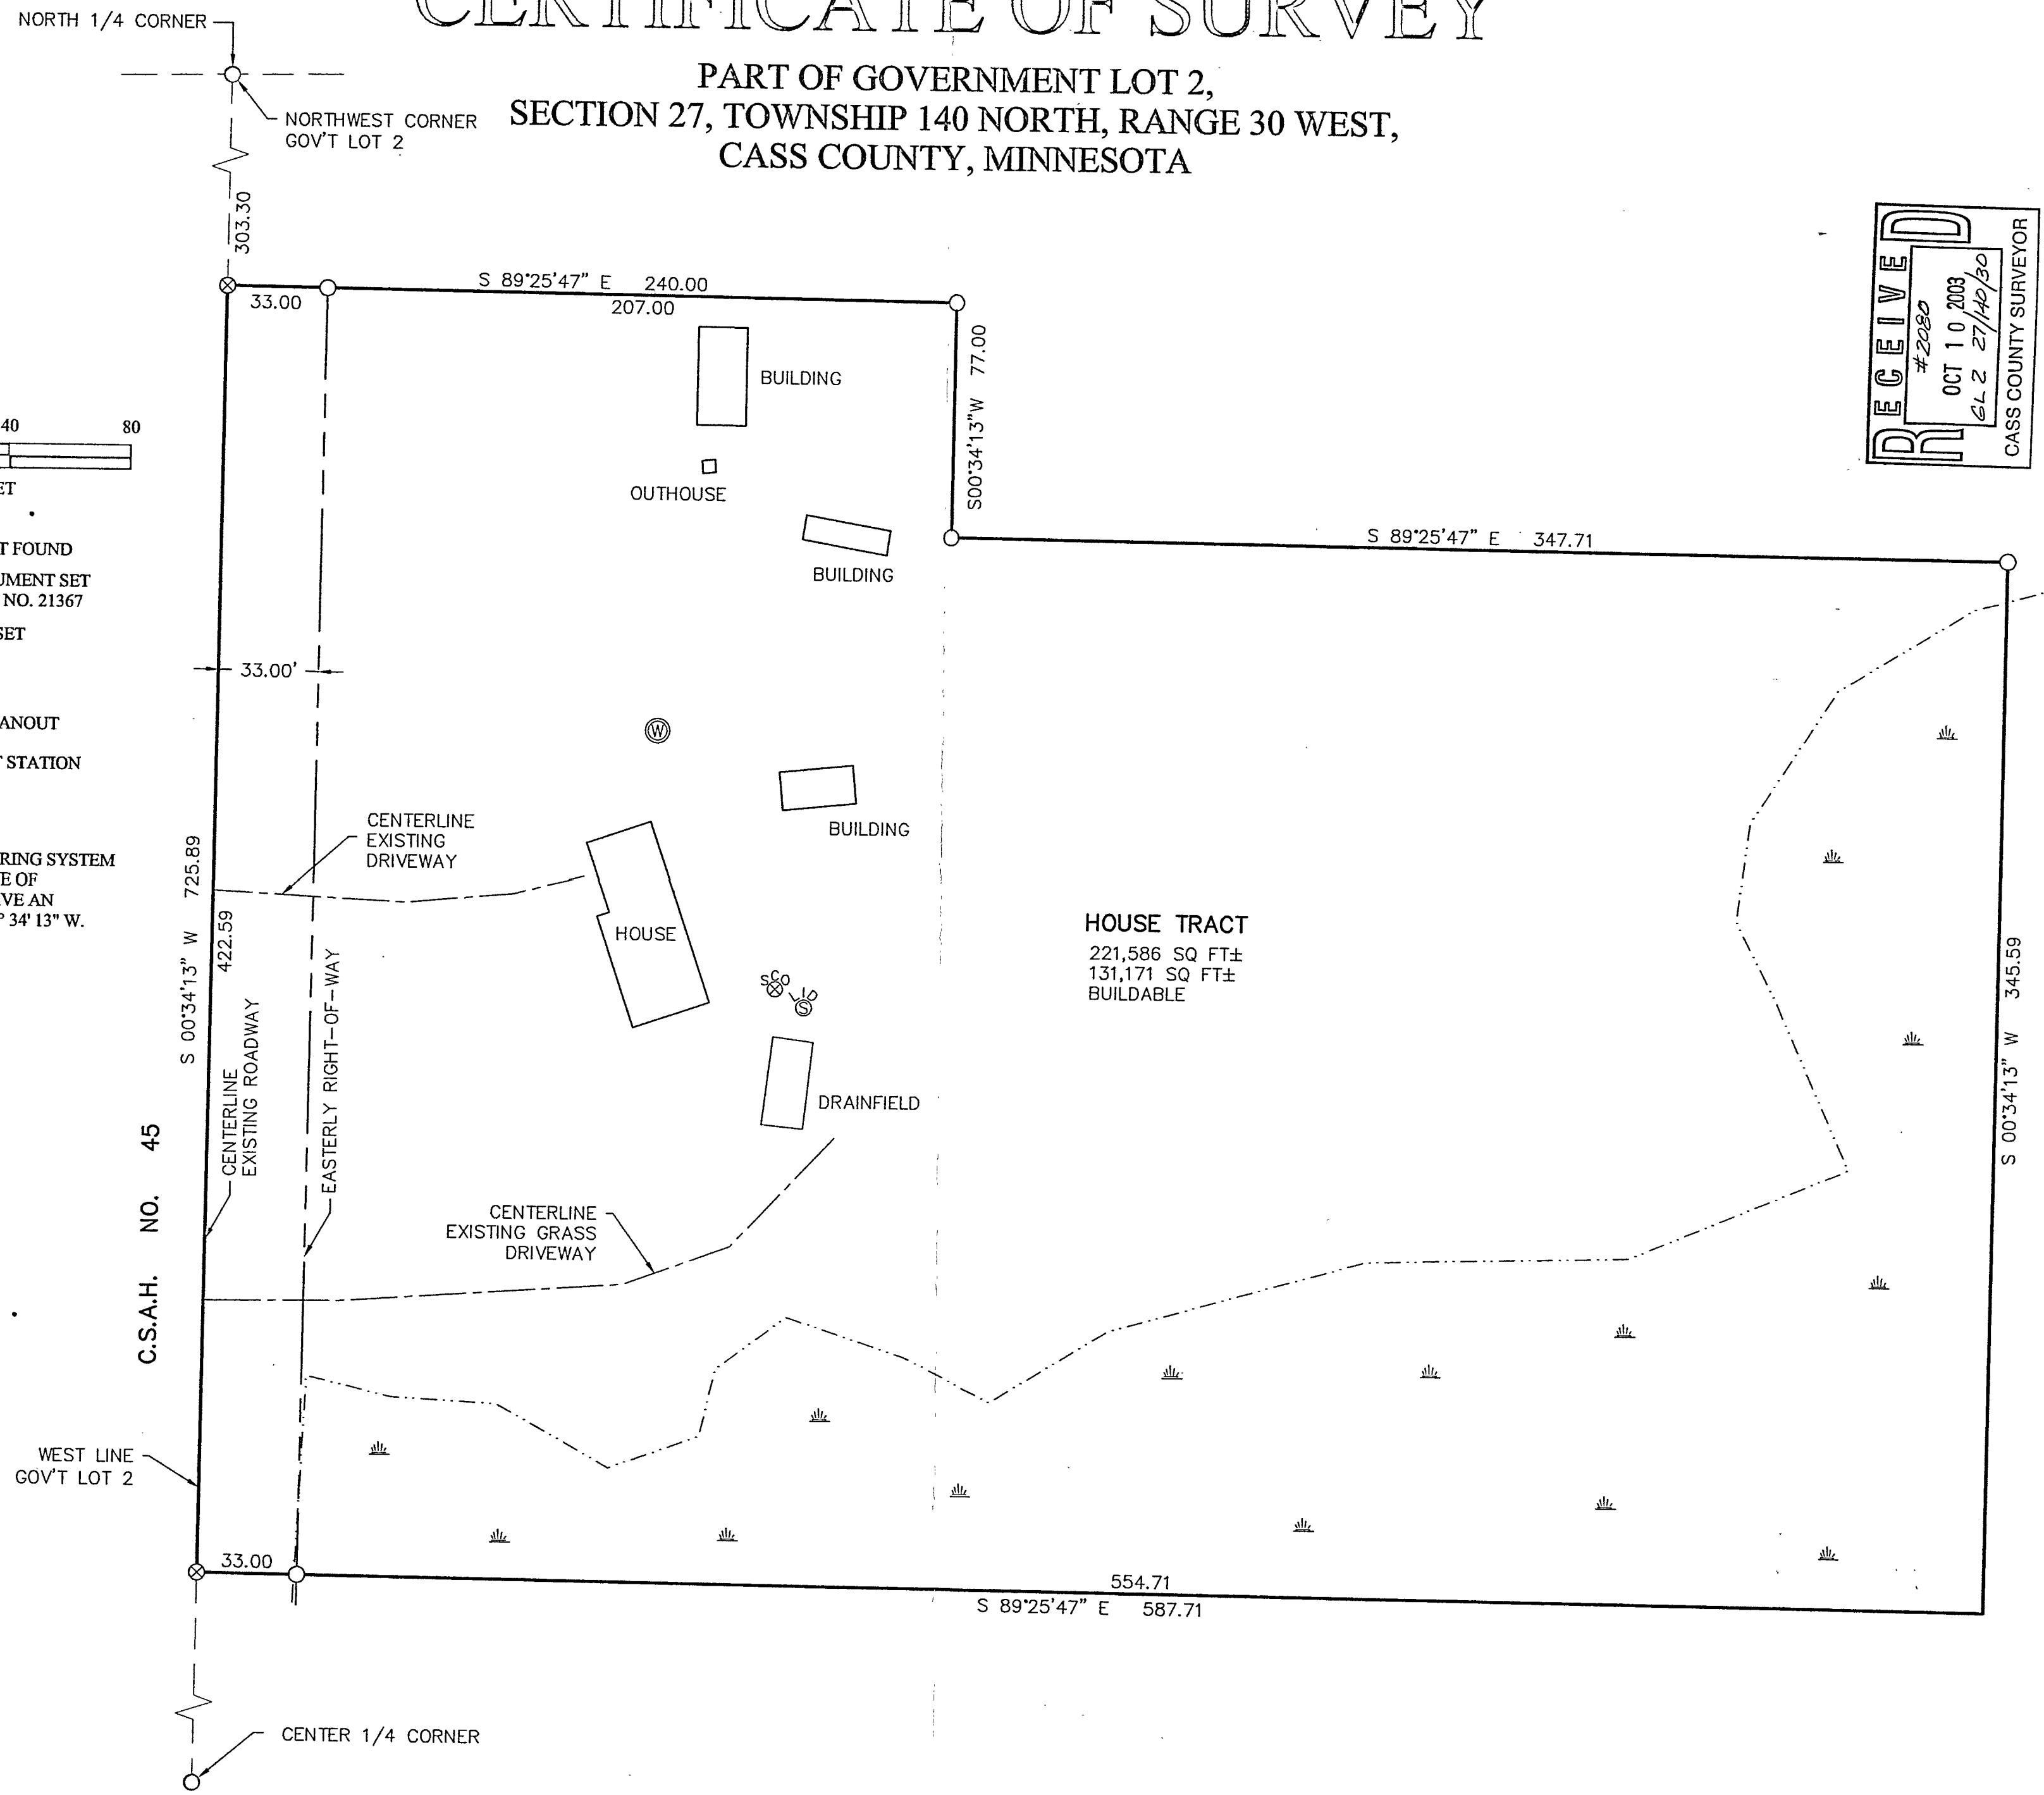 CERTIFICATE OF SURVEY
PART OF GOVERNMENT LOT 2,
SECTION 27, TOWNSHIP 140 NORTH, RANGE 30 WEST,
CASS COUNTY, MINNESOTA
NORTH 1/4 CORNER
NORTHWEST CORNER
GOV'T LOT 2
303.30
RECEIVED
#2080
OCT 10 2003
GL 2 27/140/30
CASS COUNTY SURVEYOR
S 89°25'47" E 240.00
33.00
207.00
S00°34'13"W 77.00
BUILDING
OUTHOUSE
BUILDING
S 89°25'47" E 347.71
40 80
ET
T FOUND
UMENT SET
NO. 21367
SET
33.00'
ANOUT
T STATION
W
BUILDING
CENTERLINE
EXISTING
DRIVEWAY
RING SYSTEM
E OF
VE AN
° 34' 13" W.
S 00°34'13" W 725.89
422.59
HOUSE
HOUSE TRACT
221,586 SQ FT±
131,171 SQ FT±
BUILDABLE
SCO
LID
S
S 00°34'13" W 345.59
CENTERLINE
EXISTING ROADWAY
EASTERLY RIGHT-OF-WAY
DRAINFIELD
C.S.A.H. NO. 45
CENTERLINE
EXISTING GRASS
DRIVEWAY
WEST LINE
GOV'T LOT 2
33.00
554.71
S 89°25'47" E 587.71
CENTER 1/4 CORNER